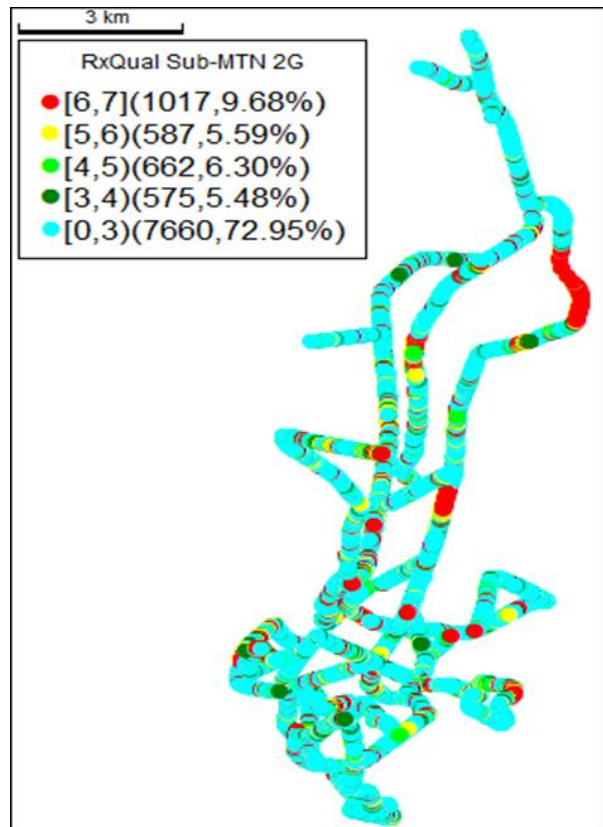 3 km
RxQual Sub-MTN 2G
[6,7](1017,9.68%)
[5,6)(587,5.59%)
[4,5)(662,6.30%)
[3,4)(575,5.48%)
[0,3)(7660,72.95%)